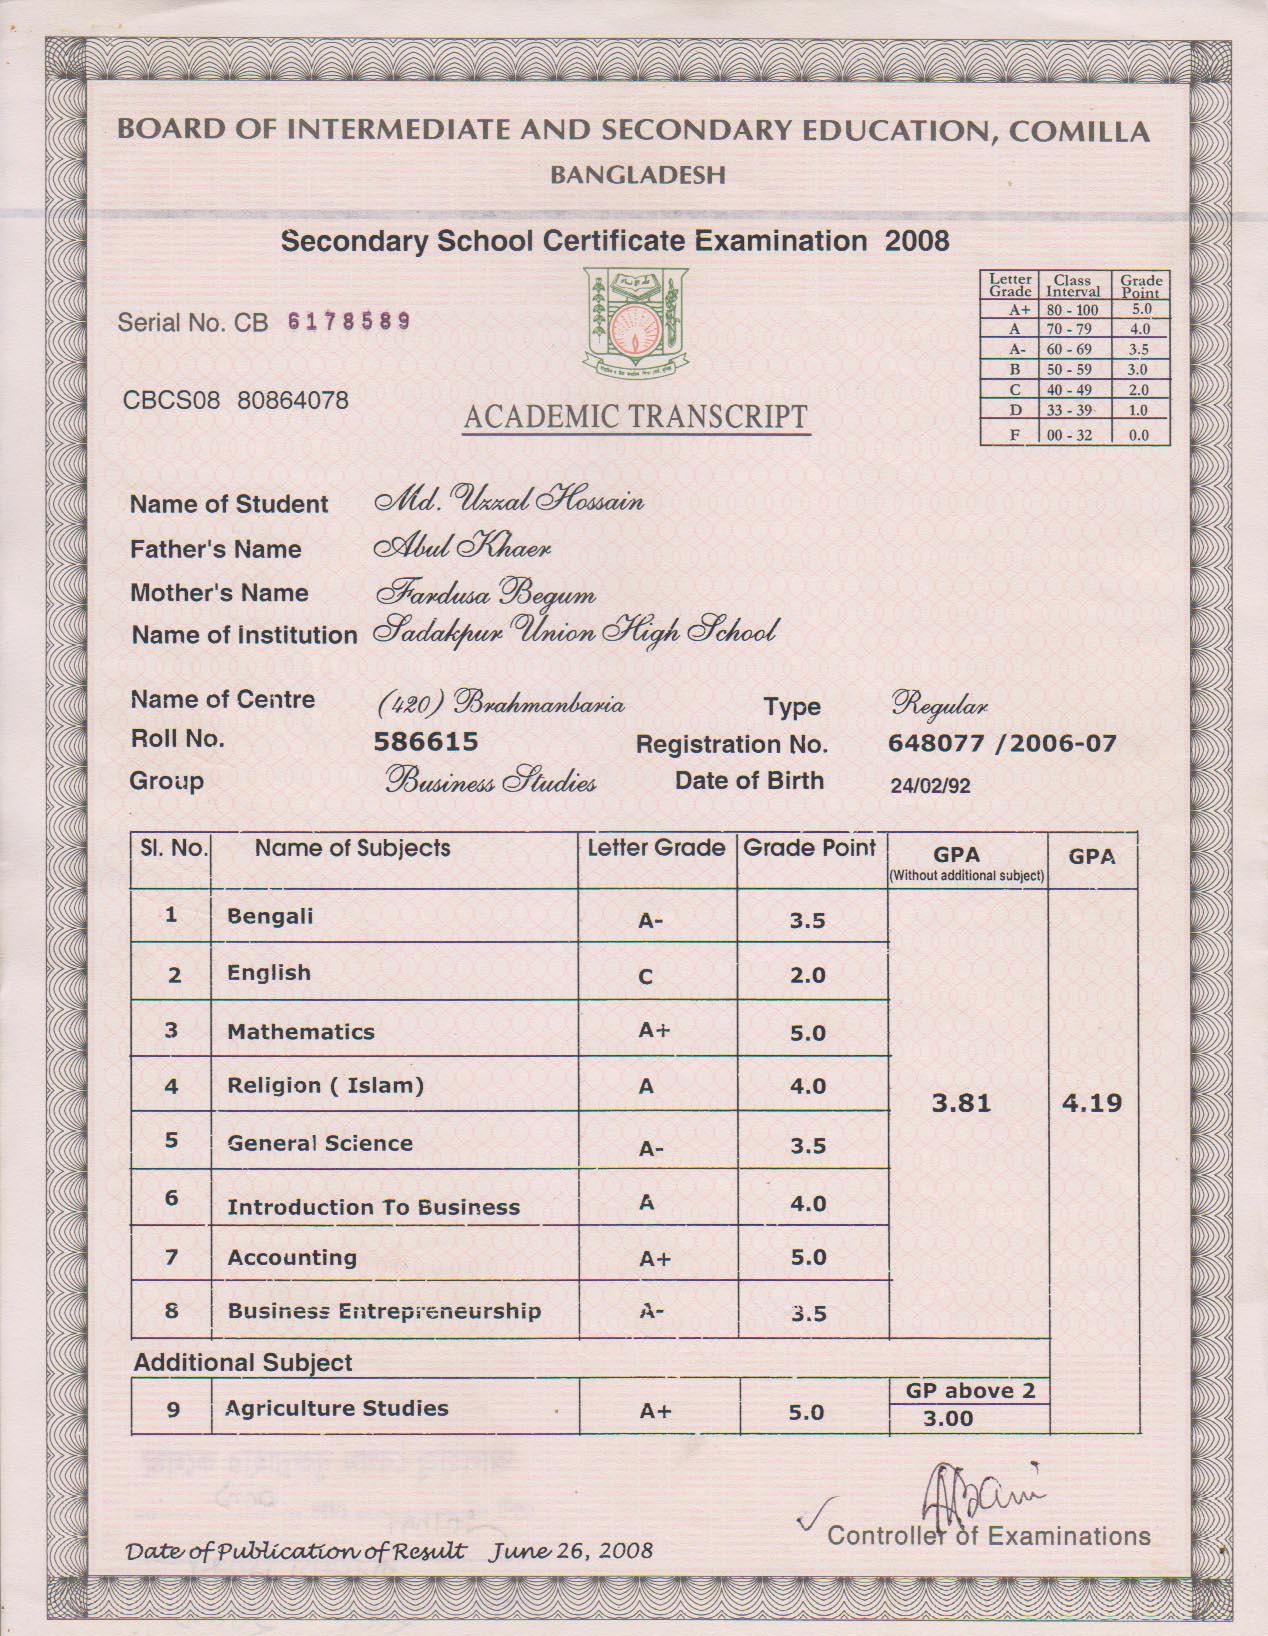 BOARD OF INTERMEDIATE AND SECONDARY EDUCATION, COMILLA
BANGLADESH
Secondary School Certificate Examination 2008
Serial No. CB 6178589
CBCS08 80864078
ACADEMIC TRANSCRIPT
Letter Grade Class Interval Grade Point
A+ 80 - 100 5.0
A 70 - 79 4.0
A- 60 - 69 3.5
B 50 - 59 3.0
C 40 - 49 2.0
D 33 - 39 1.0
F 00 - 32 0.0
Name of Student Md. Uzzal Hossain
Father's Name Abul Khaer
Mother's Name Fardusa Begum
Name of Institution Sadakpur Union High School
Name of Centre (420) Brahmanbaria Type Regular
Roll No. 586615 Registration No. 648077 /2006-07
Group Business Studies Date of Birth 24/02/92
Sl. No. Name of Subjects Letter Grade Grade Point GPA (Without additional subject) GPA
1 Bengali A- 3.5
2 English C 2.0
3 Mathematics A+ 5.0
4 Religion ( Islam) A 4.0
3.81 4.19
5 General Science A- 3.5
6 Introduction To Business A 4.0
7 Accounting A+ 5.0
8 Business Entrepreneurship A- 3.5
Additional Subject
9 Agriculture Studies A+ 5.0 GP above 2 3.00
Controller of Examinations
Date of Publication of Result June 26, 2008